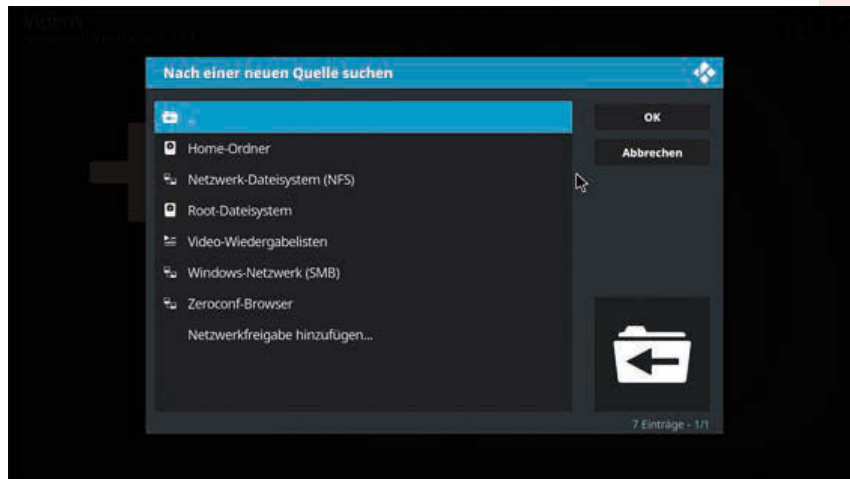 Videos
Nach einer neuen Quelle suchen
..
OK
Home-Ordner
Abbrechen
Netzwerk-Dateisystem (NFS)
Root-Dateisystem
Video-Wiedergabelisten
Windows-Netzwerk (SMB)
Zeroconf-Browser
Netzwerkfreigabe hinzufügen...
7 Einträge - 1/1